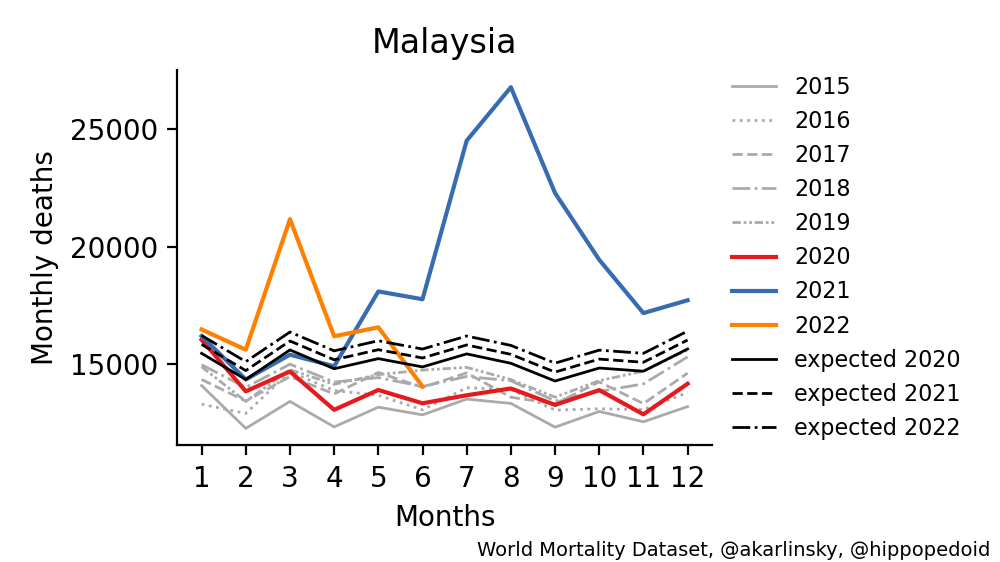 Malaysia
Monthly deaths
25000
20000
15000
1 2 3 4 5 6 7 8 9 10 11 12
Months
2015
2016
2017
2018
2019
2020
2021
2022
expected 2020
expected 2021
expected 2022
World Mortality Dataset, @akarlinsky, @hippopedoid